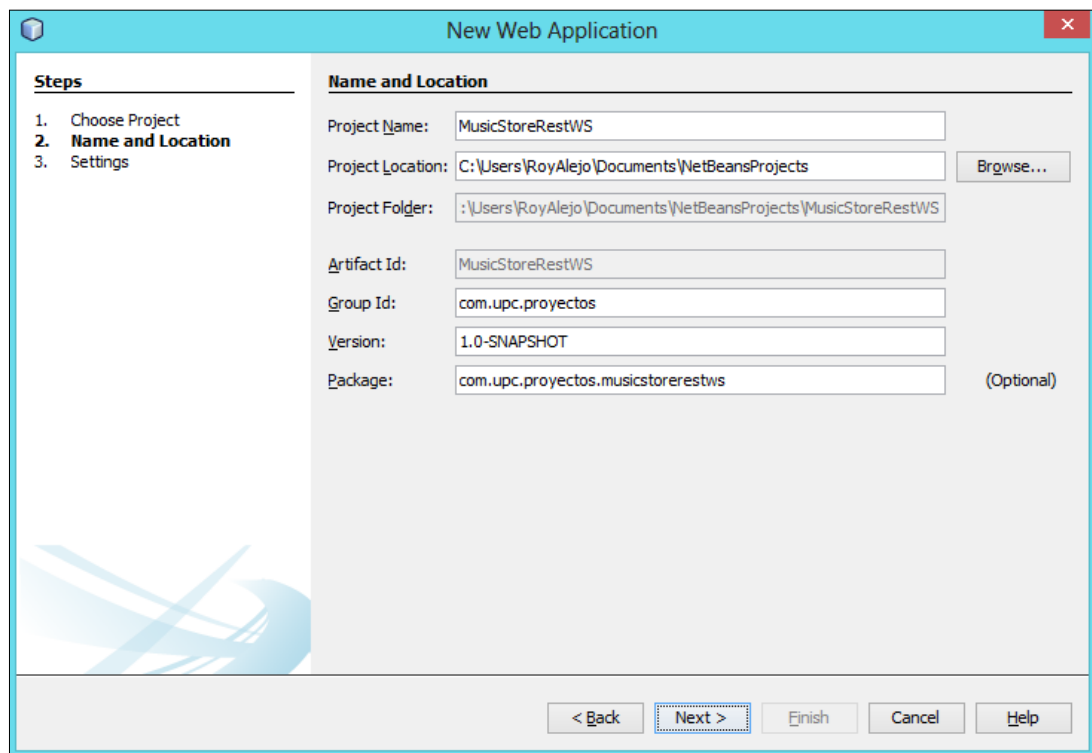 New Web Application
Steps
1. Choose Project
2. Name and Location
3. Settings
Name and Location
Project Name: MusicStoreRestWS
Project Location: C:\Users\RoyAlejo\Documents\NetBeansProjects Browse...
Project Folder: :\Users\RoyAlejo\Documents\NetBeansProjects\MusicStoreRestWS
Artifact Id: MusicStoreRestWS
Group Id: com.upc.proyectos
Version: 1.0-SNAPSHOT
Package: com.upc.proyectos.musicstorerestws (Optional)
< Back Next > Finish Cancel Help